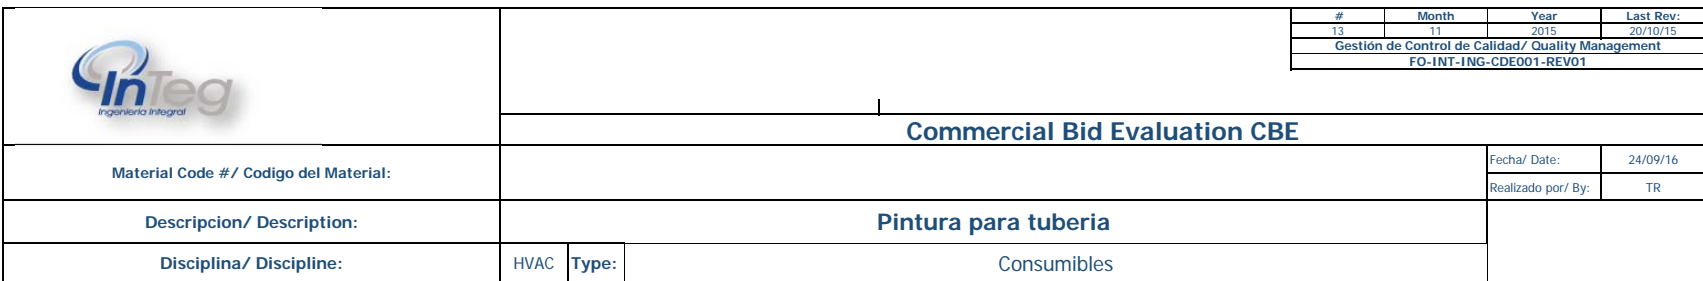 # Month Year Last Rev:
13 11 2015 20/10/15
Gestión de Control de Calidad/ Quality Management
FO-INT-ING-CDE001-REV01
InTeg
Ingeniería Integral
Commercial Bid Evaluation CBE
Material Code #/ Codigo del Material:
Fecha/ Date: 24/09/16
Realizado por/ By: TR
Descripcion/ Description: Pintura para tuberia
Disciplina/ Discipline: HVAC Type: Consumibles